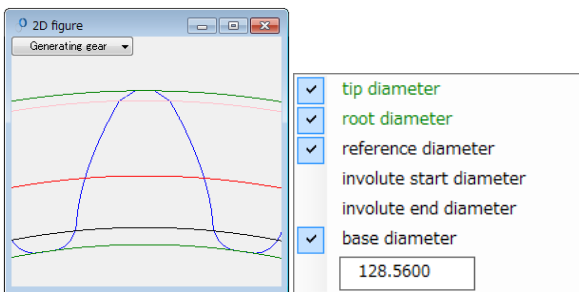 2D figure
Generating gear
tip diameter
root diameter
reference diameter
involute start diameter
involute end diameter
base diameter
128.5600